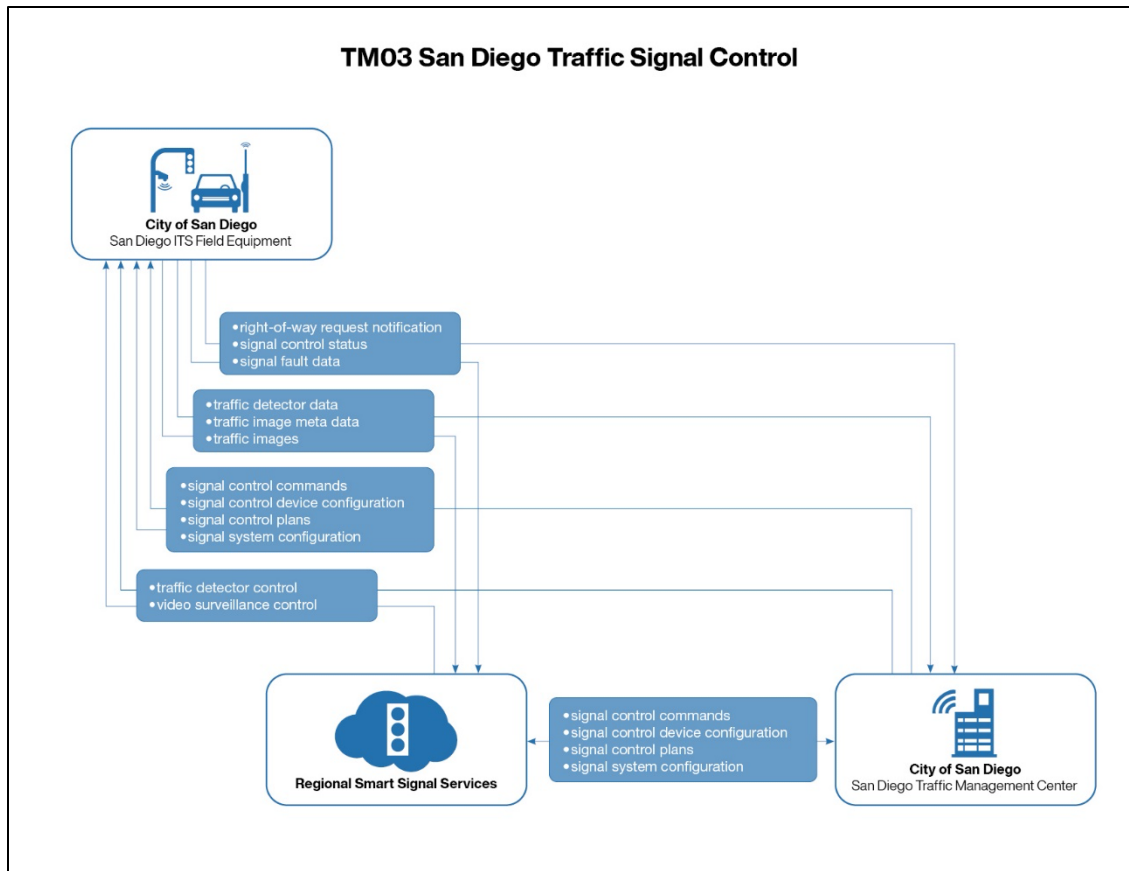 TM03 San Diego Traffic Signal Control
City of San Diego
San Diego ITS Field Equipment
•right-of-way request notification
•signal control status
•signal fault data
•traffic detector data
•traffic image meta data
•traffic images
•signal control commands
•signal control device configuration
•signal control plans
•signal system configuration
•traffic detector control
•video surveillance control
Regional Smart Signal Services
•signal control commands
•signal control device configuration
•signal control plans
•signal system configuration
City of San Diego
San Diego Traffic Management Center